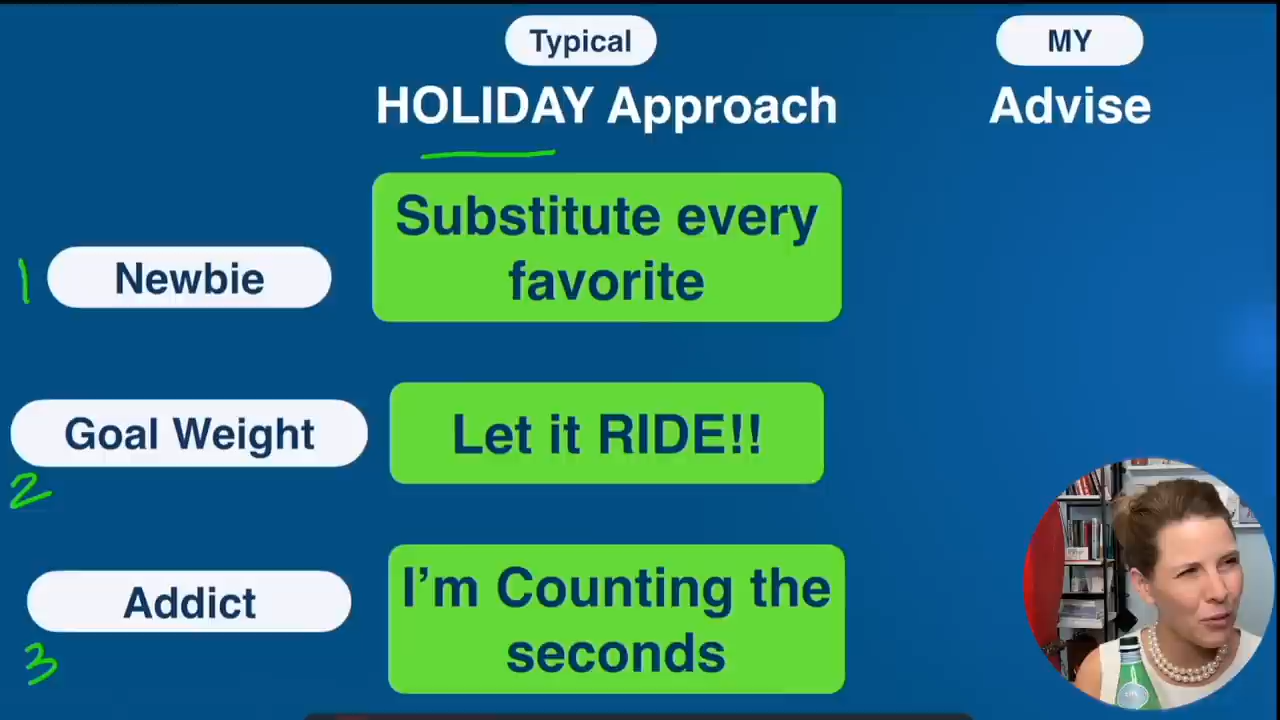 Typical
HOLIDAY Approach
MY
Advise
Substitute every
favorite
1
Newbie
Goal Weight
Let it RIDE!!
2
I'm Counting the
seconds
Addict
3